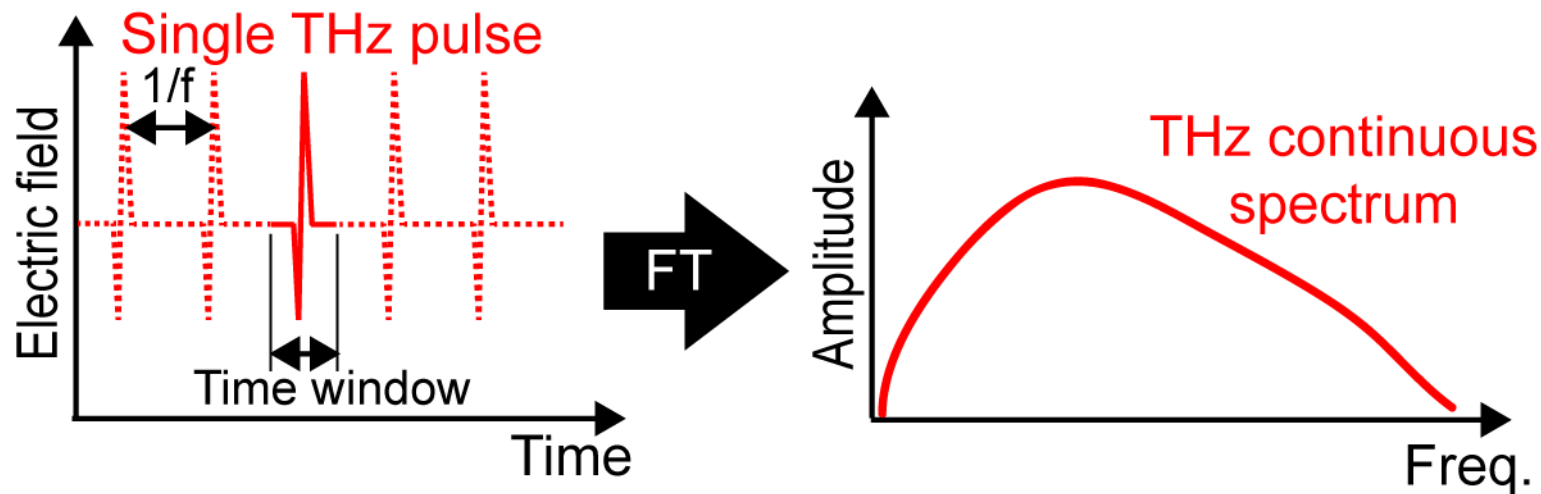 Single THz pulse
1/f
Electric field
Time window
Time
FT
THz continuous
spectrum
Amplitude
Freq.